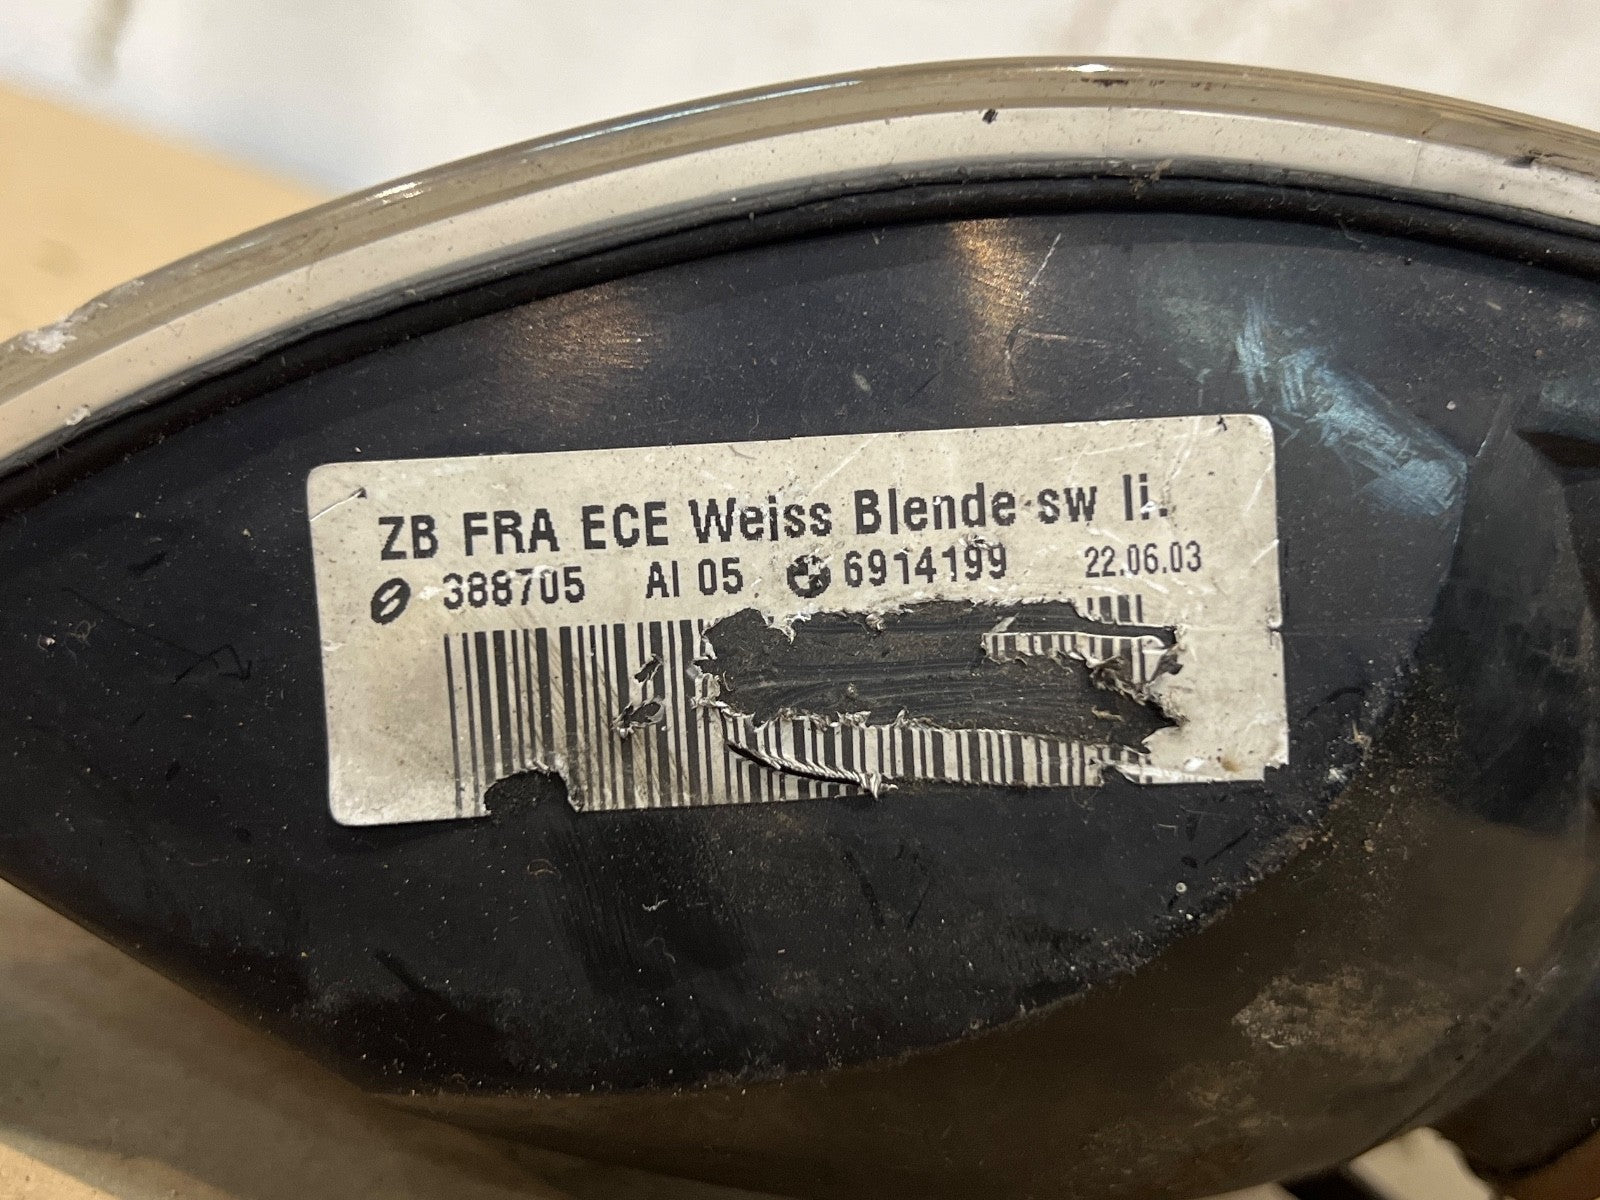 ZB FRA ECE Weiss Blende sw li.
388705 AI 05 6914199 22.06.03